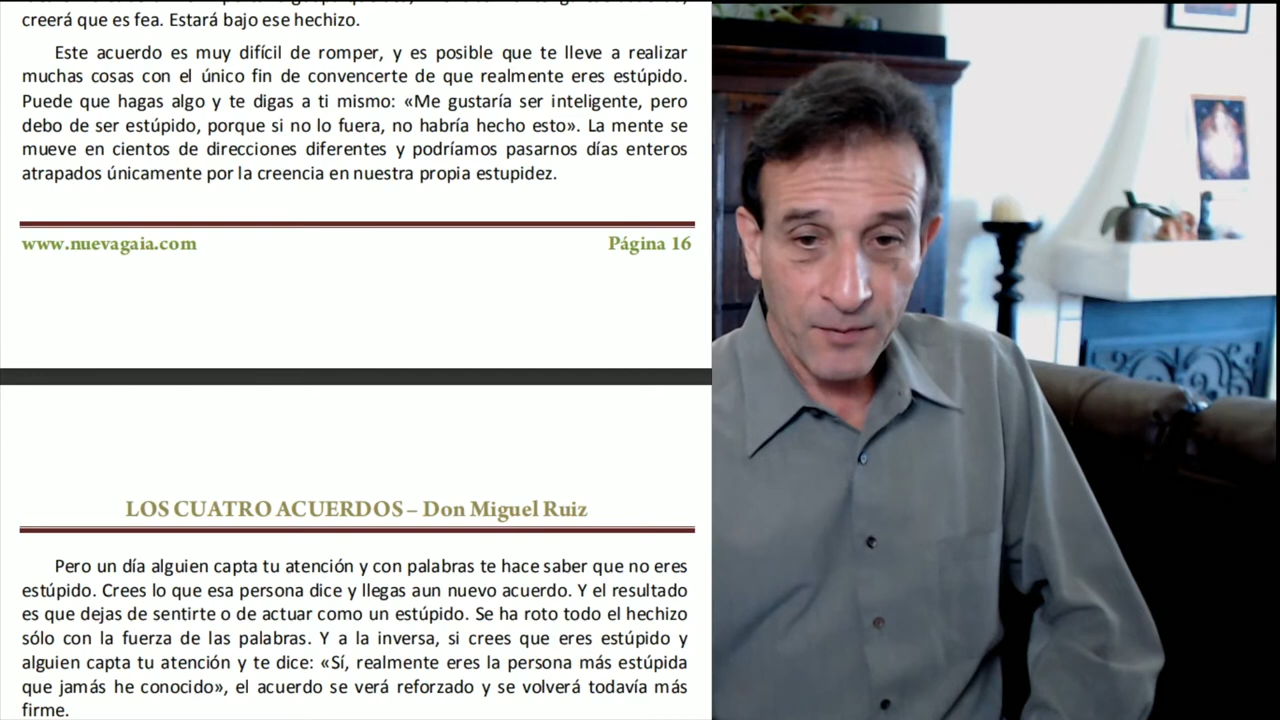 creerá que es fea. Estará bajo ese hechizo.
Este acuerdo es muy difícil de romper, y es posible que te lleve a realizar
muchas cosas con el único fin de convencerte de que realmente eres estúpido.
Puede que hagas algo y te digas a ti mismo: «Me gustaría ser inteligente, pero
debo de ser estúpido, porque si no lo fuera, no habría hecho esto». La mente se
mueve en cientos de direcciones diferentes y podríamos pasarnos días enteros
atrapados únicamente por la creencia en nuestra propia estupidez.
www.nuevagaia.com Página 16
LOS CUATRO ACUERDOS – Don Miguel Ruiz
Pero un día alguien capta tu atención y con palabras te hace saber que no eres
estúpido. Crees lo que esa persona dice y llegas aun nuevo acuerdo. Y el resultado
es que dejas de sentirte o de actuar como un estúpido. Se ha roto todo el hechizo
sólo con la fuerza de las palabras. Y a la inversa, si crees que eres estúpido y
alguien capta tu atención y te dice: «Sí, realmente eres la persona más estúpida
que jamás he conocido», el acuerdo se verá reforzado y se volverá todavía más
firme.